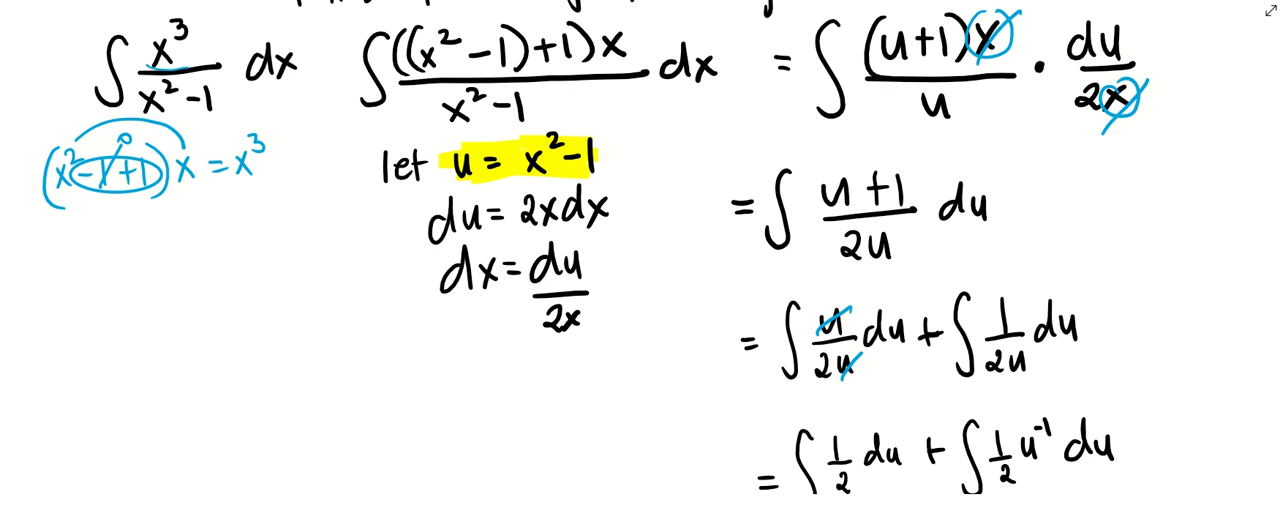 ∫ x³/(x² - 1) dx
(x² - 1 + 1)x = x³
0
∫ ((x² - 1) + 1)x/(x² - 1) dx
let u = x² - 1
du = 2xdx
dx = du/2x
= ∫ (u+1)x/u · du/2x
= ∫ (u+1)/2u du
= ∫ u/2u du + ∫ 1/2u du
= ∫ 1/2 du + ∫ 1/2 u⁻¹ du